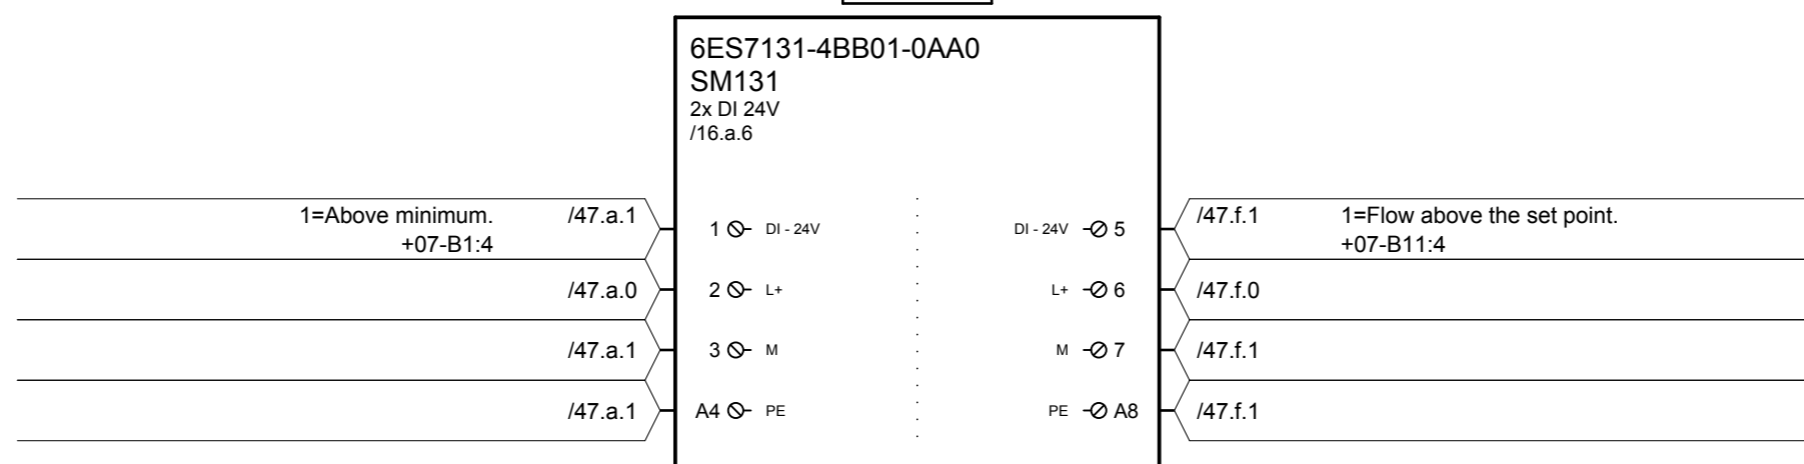 6ES7131-4BB01-0AA0
SM131
2x DI 24V
/16.a.6
1=Above minimum. /47.a.1 1 DI - 24V DI - 24V 5 /47.f.1 1=Flow above the set point.
+07-B1:4 +07-B11:4
/47.a.0 2 L+ L+ 6 /47.f.0
/47.a.1 3 M M 7 /47.f.1
/47.a.1 A4 PE PE A8 /47.f.1